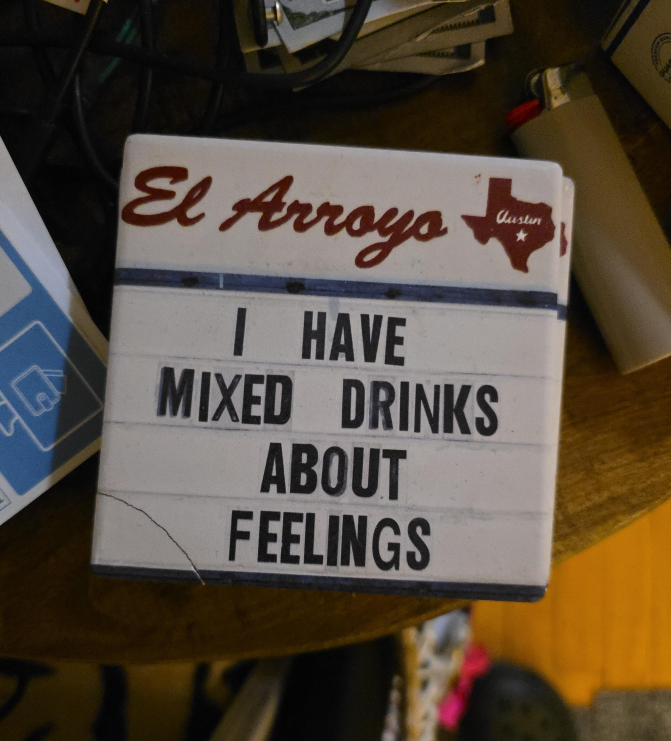 El Arroyo
Austin
I HAVE
MIXED DRINKS
ABOUT
FEELINGS